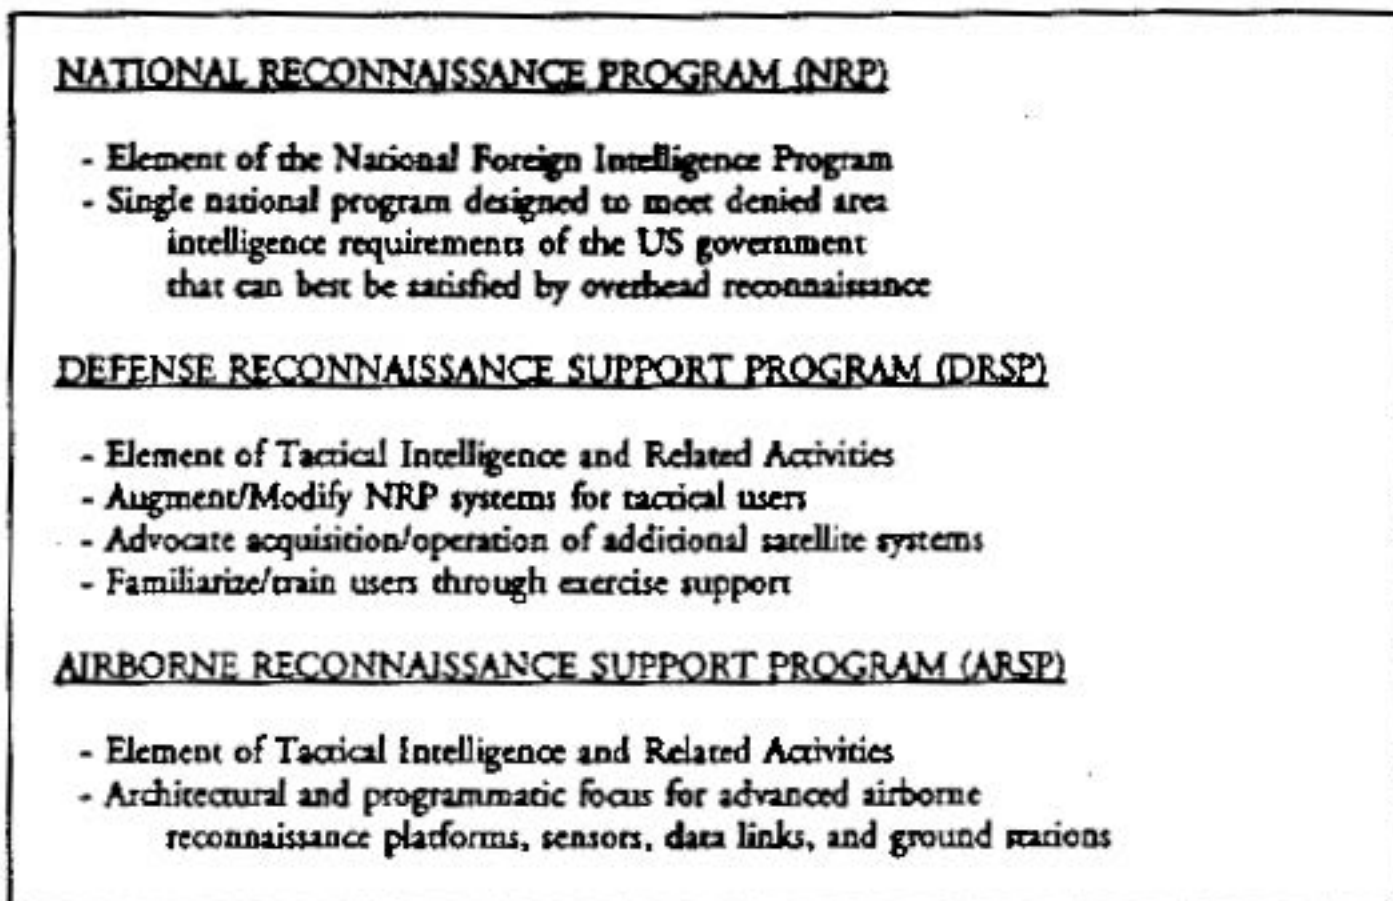 NATIONAL RECONNAISSANCE PROGRAM (NRP)
- Element of the National Foreign Intelligence Program
- Single national program designed to meet denied area
intelligence requirements of the US government
that can best be satisfied by overhead reconnaissance
DEFENSE RECONNAISSANCE SUPPORT PROGRAM (DRSP)
- Element of Tactical Intelligence and Related Activities
- Augment/Modify NRP systems for tactical users
- Advocate acquisition/operation of additional satellite systems
- Familiarize/train users through exercise support
AIRBORNE RECONNAISSANCE SUPPORT PROGRAM (ARSP)
- Element of Tactical Intelligence and Related Activities
- Architectural and programmatic focus for advanced airborne
reconnaissance platforms, sensors, data links, and ground stations